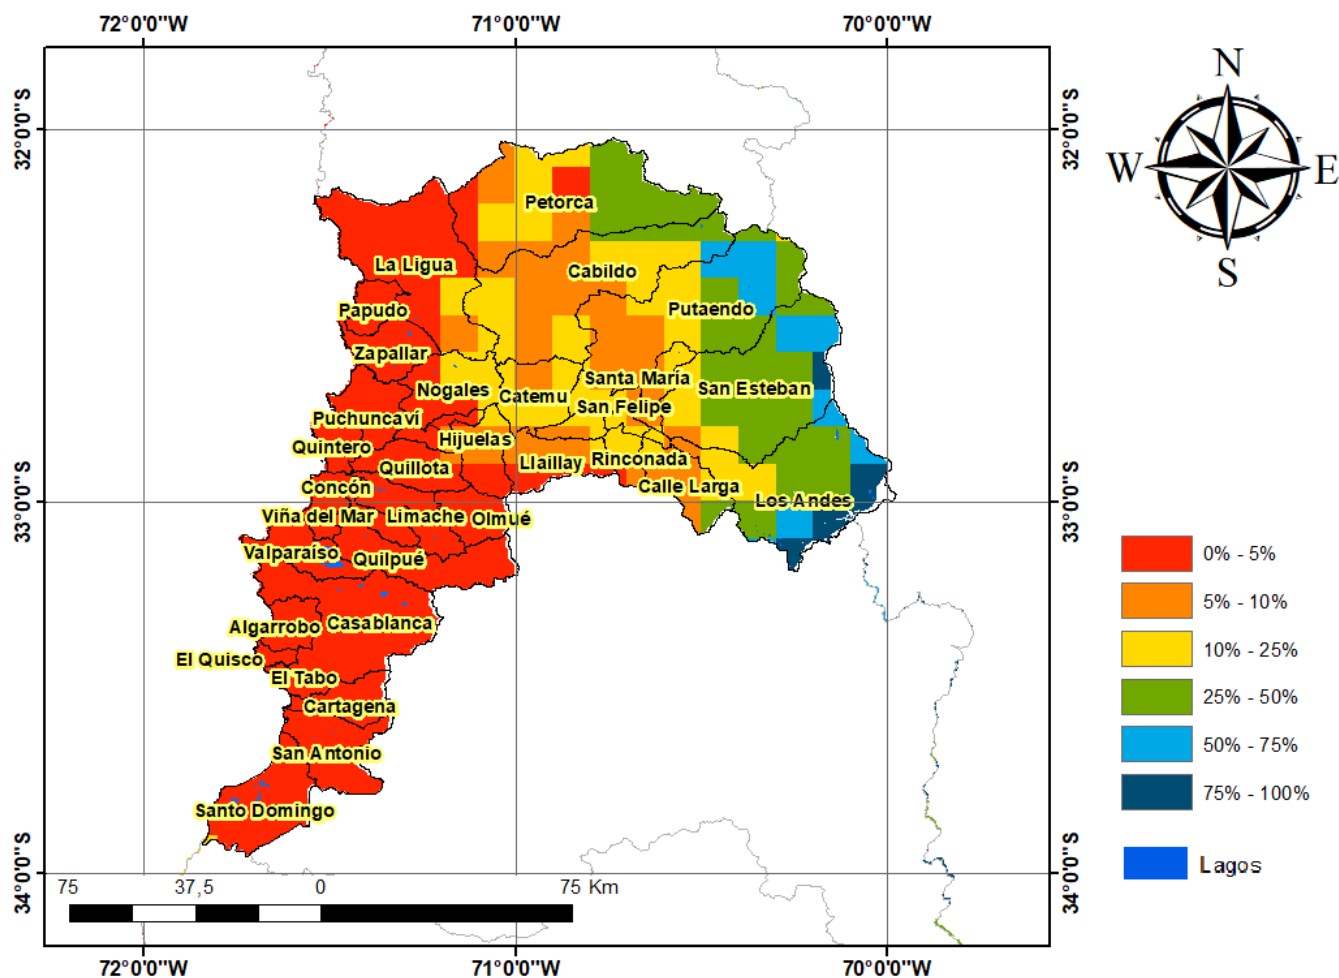 72°0'0"W
71°0'0"W
70°0'0"W
32°0'0"S
32°0'0"S
N
W
E
S
Petorca
La Ligua
Cabildo
Papudo
Putaendo
Zapallar
Santa María
Nogales
Catemu
San Esteban
San Felipe
Puchuncaví
Hijuelas
Quintero
Quillota
Llaillay
Rinconada
Concón
Calle Larga
Los Andes
33°0'0"S
33°0'0"S
Viña del Mar
Limache
Olmué
Valparaíso
Quilpué
0% - 5%
5% - 10%
10% - 25%
25% - 50%
50% - 75%
75% - 100%
Lagos
Algarrobo
Casablanca
El Quisco
El Tabo
Cartagena
San Antonio
Santo Domingo
34°0'0"S
34°0'0"S
75
37,5
0
75 Km
72°0'0"W
71°0'0"W
70°0'0"W